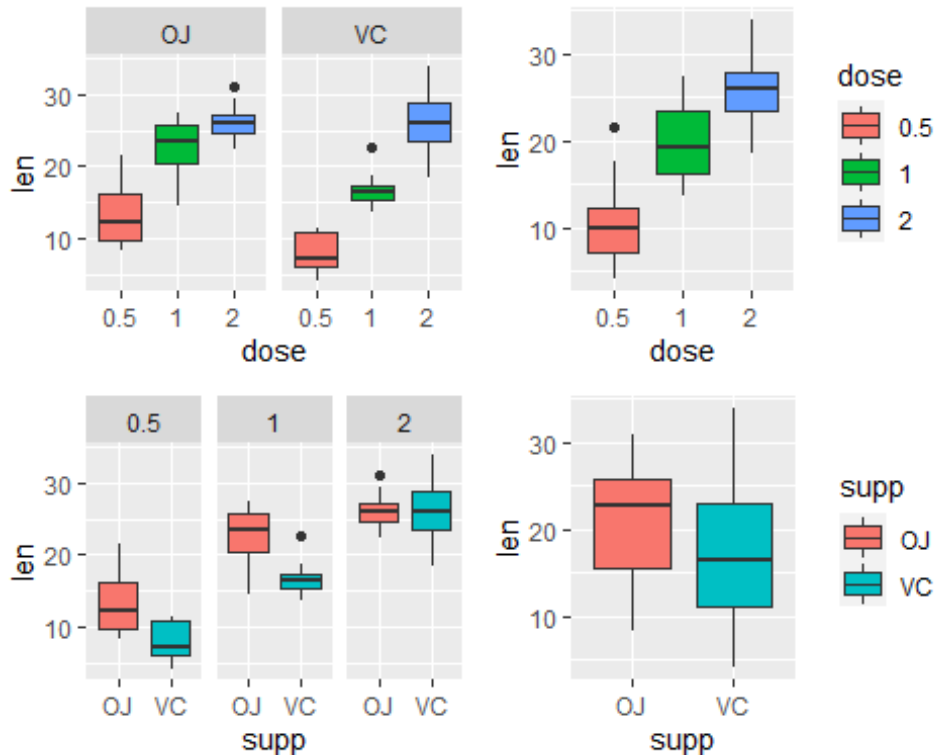 OJ VC
len
30
20
10
0.5 1 2 0.5 1 2
dose
len
30
20
10
0.5 1 2
dose
dose
0.5
1
2
0.5 1 2
len
30
20
10
OJ VC OJ VC OJ VC
supp
len
30
20
10
OJ VC
supp
supp
OJ
VC